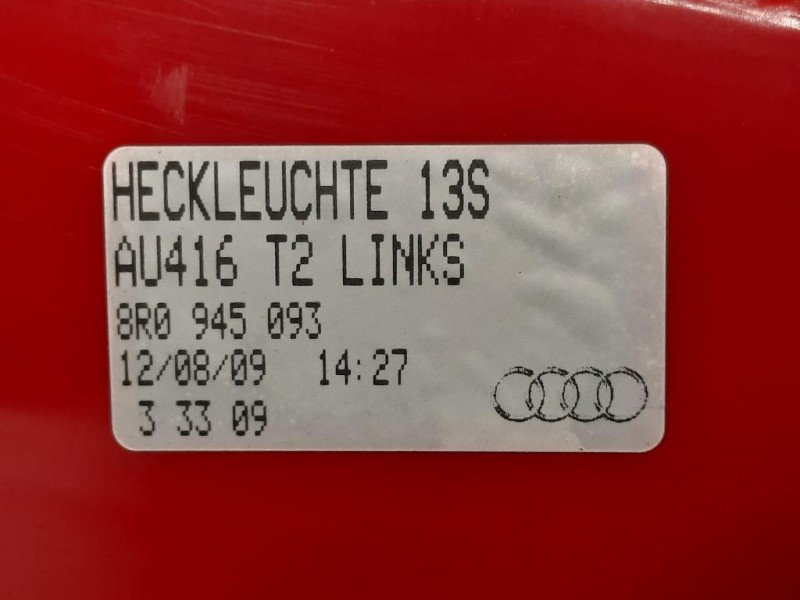 HECKLEUCHTE 13S
AU416 T2 LINKS
8R0 945 093
12/08/09 14:27
3 33 09